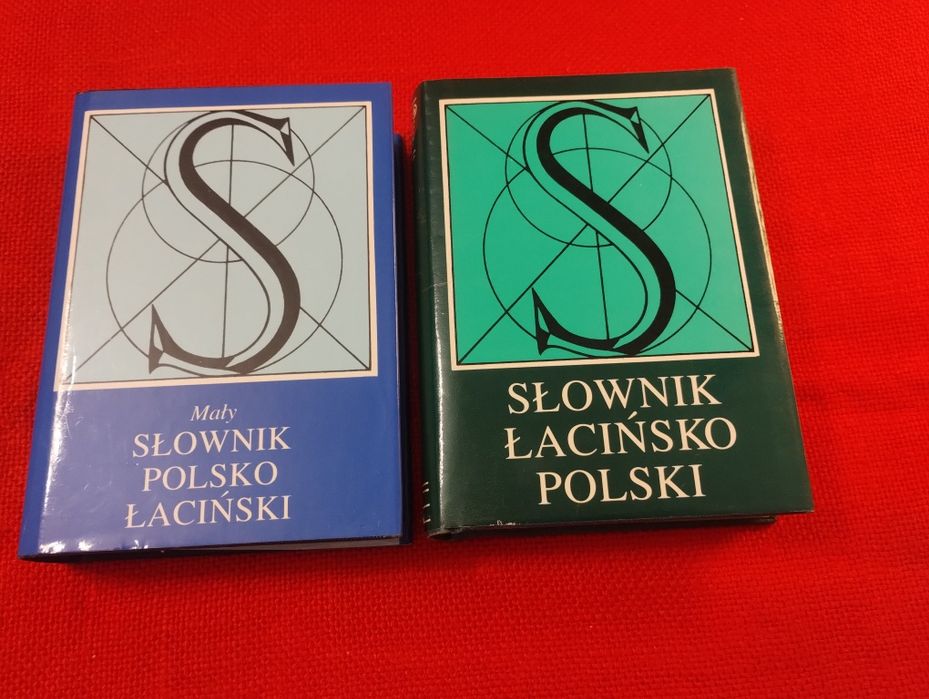 S
Mały
SŁOWNIK
POLSKO
ŁACIŃSKI
S
SŁOWNIK
ŁACIŃSKO
POLSKI